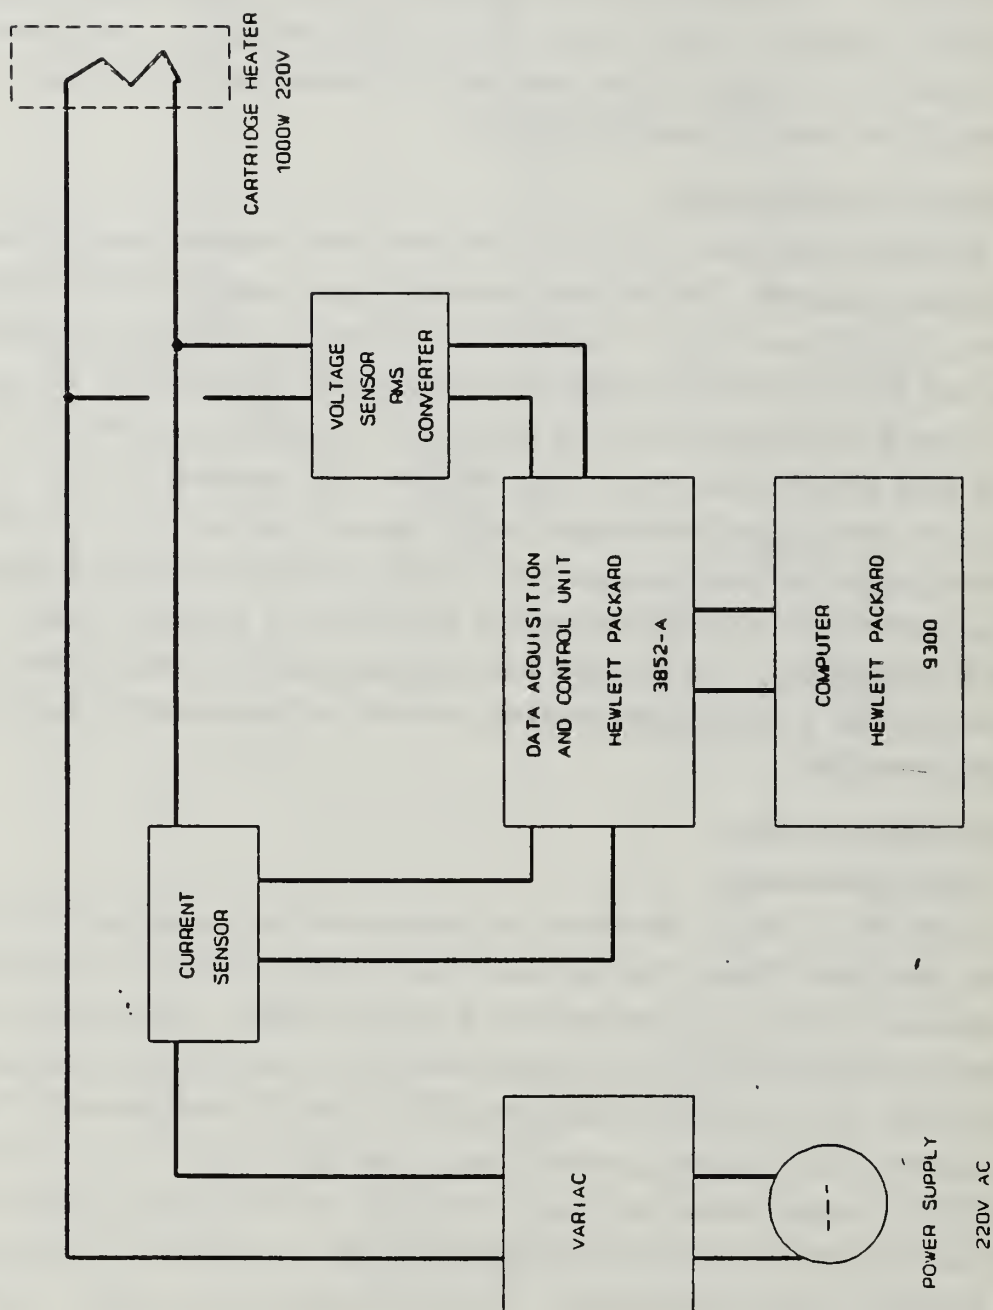 CARTRIDGE HEATER
1000W 220V
VOLTAGE
SENSOR
RMS
CONVERTER
CURRENT
SENSOR
DATA ACQUISITION
AND CONTROL UNIT
HEWLETT PACKARD
3852-A
COMPUTER
HEWLETT PACKARD
9300
VARIAC
POWER SUPPLY
220V AC